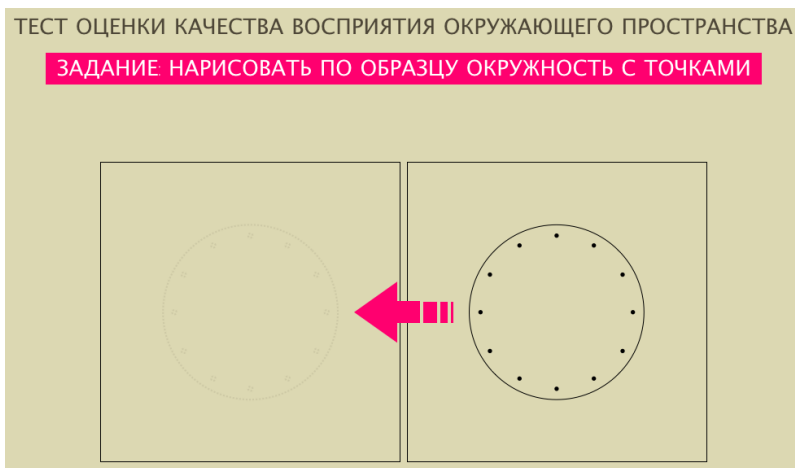 ТЕСТ ОЦЕНКИ КАЧЕСТВА ВОСПРИЯТИЯ ОКРУЖАЮЩЕГО ПРОСТРАНСТВА
ЗАДАНИЕ: НАРИСОВАТЬ ПО ОБРАЗЦУ ОКРУЖНОСТЬ С ТОЧКАМИ